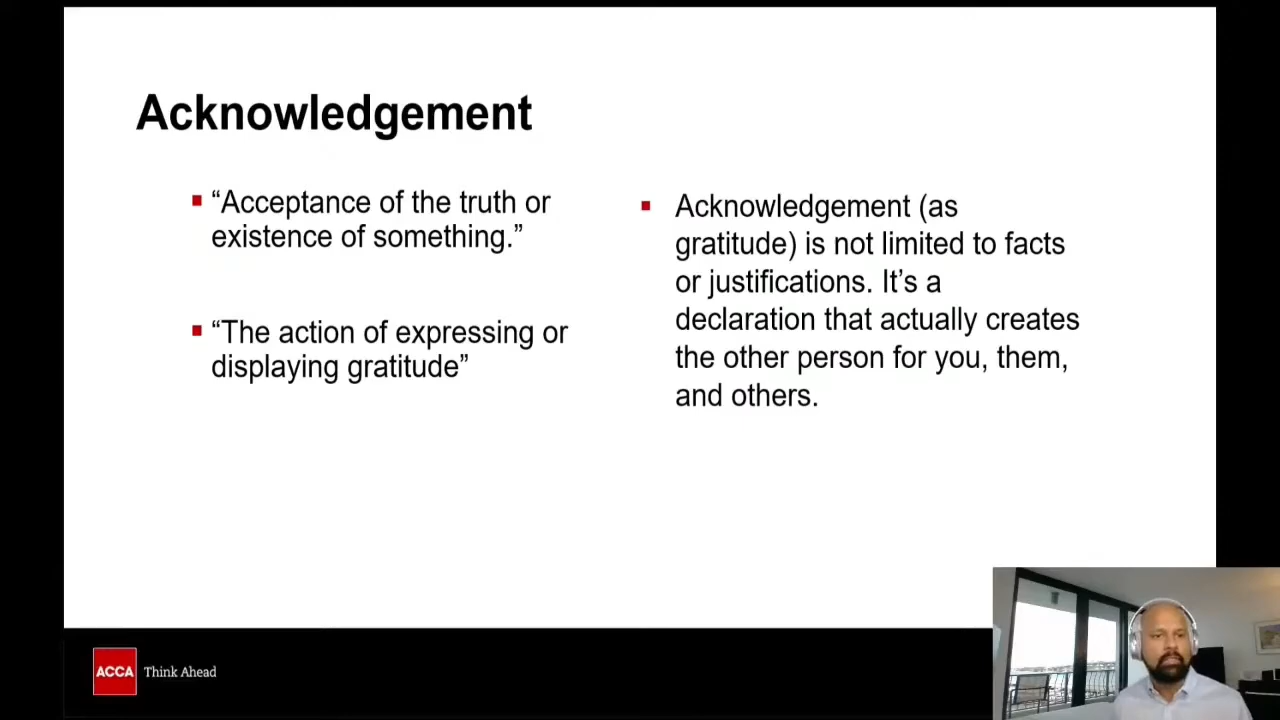 Acknowledgement
“Acceptance of the truth or
existence of something.”
“The action of expressing or
displaying gratitude”
Acknowledgement (as
gratitude) is not limited to facts
or justifications. It’s a
declaration that actually creates
the other person for you, them,
and others.
ACCA Think Ahead